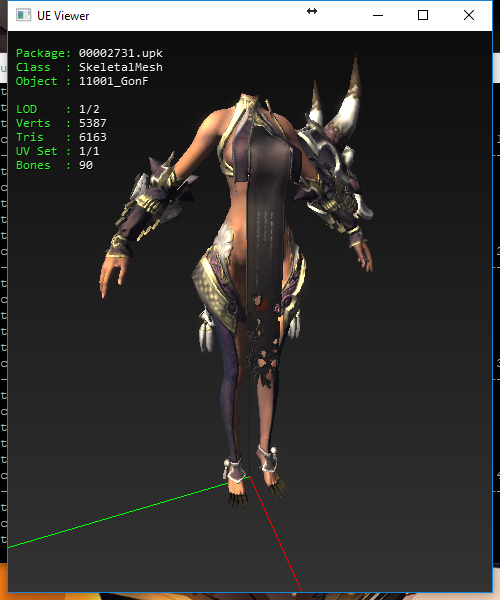 UE Viewer
Package: 00002731.upk
Class : SkeletalMesh
Object : 11001_GonF
LOD : 1/2
Verts : 5387
Tris : 6163
UV Set : 1/1
Bones : 90